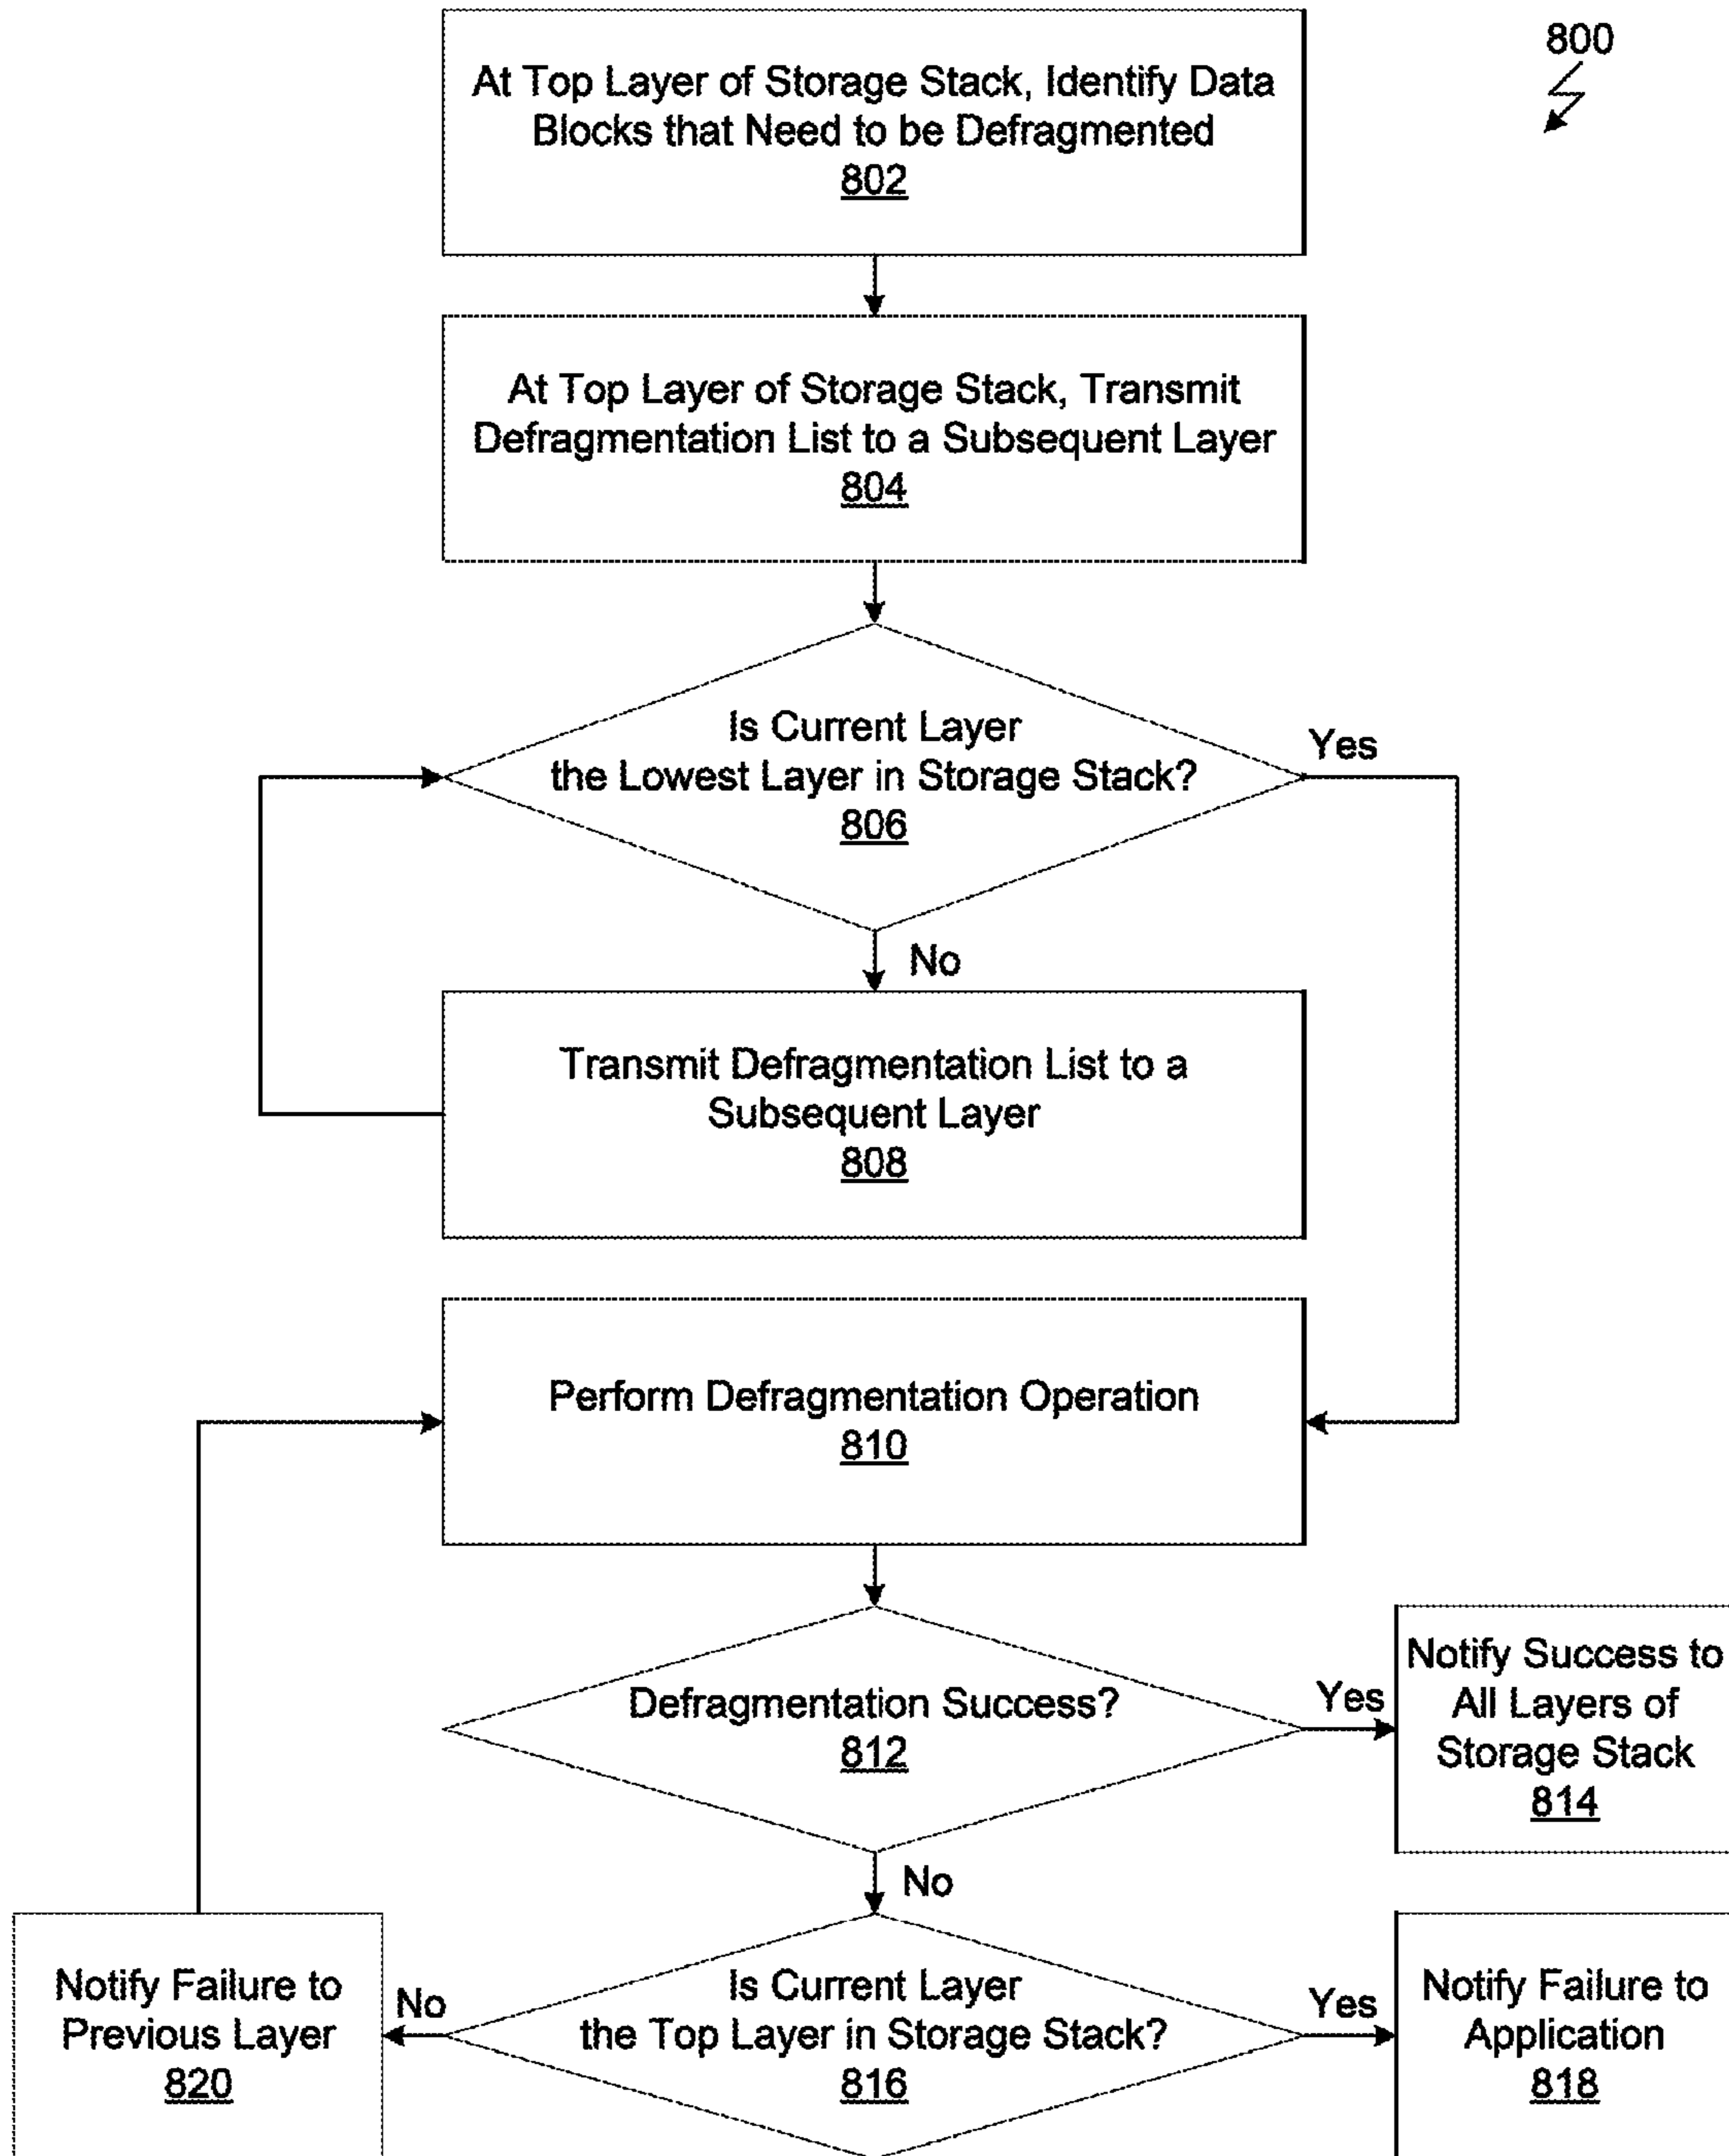 800
At Top Layer of Storage Stack, Identify Data
Blocks that Need to be Defragmented
802
At Top Layer of Storage Stack, Transmit
Defragmentation List to a Subsequent Layer
804
Is Current Layer
the Lowest Layer in Storage Stack?
806
Yes
No
Transmit Defragmentation List to a
Subsequent Layer
808
Perform Defragmentation Operation
810
Defragmentation Success?
812
Yes
Notify Success to
All Layers of
Storage Stack
814
No
Notify Failure to
Previous Layer
820
No
Is Current Layer
the Top Layer in Storage Stack?
816
Yes
Notify Failure to
Application
818